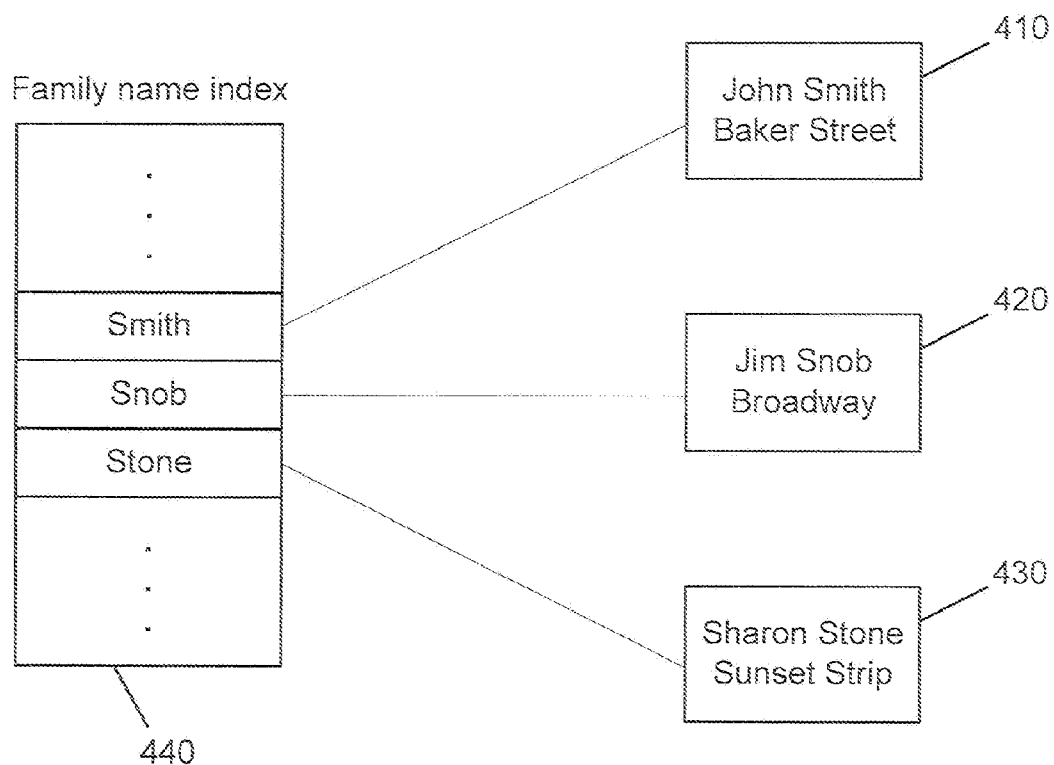 410
Family name index
John Smith
Baker Street
Smith
420
Snob
Jim Snob
Broadway
Stone
430
Sharon Stone
Sunset Strip
440